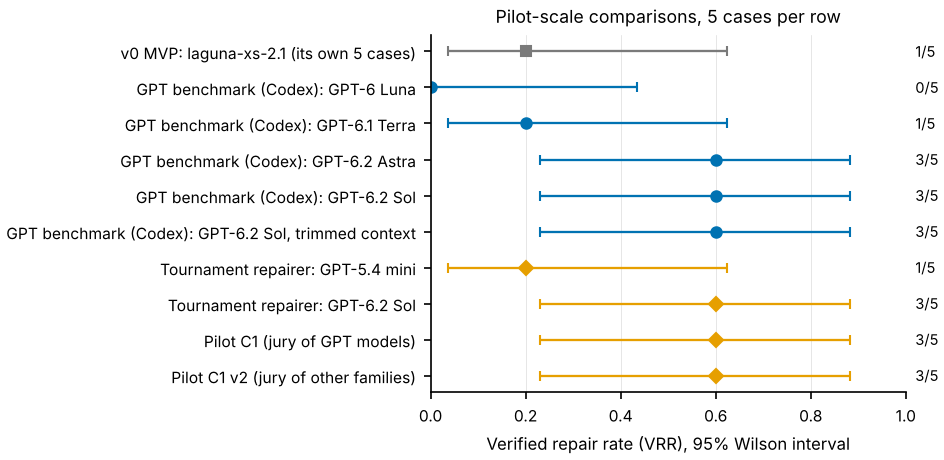 Pilot-scale comparisons, 5 cases per row
v0 MVP: laguna-xs-2.1 (its own 5 cases) 1/5
GPT benchmark (Codex): GPT-6 Luna 0/5
GPT benchmark (Codex): GPT-6.1 Terra 1/5
GPT benchmark (Codex): GPT-6.2 Astra 3/5
GPT benchmark (Codex): GPT-6.2 Sol 3/5
GPT benchmark (Codex): GPT-6.2 Sol, trimmed context 3/5
Tournament repairer: GPT-5.4 mini 1/5
Tournament repairer: GPT-6.2 Sol 3/5
Pilot C1 (jury of GPT models) 3/5
Pilot C1 v2 (jury of other families) 3/5
0.0 0.2 0.4 0.6 0.8 1.0
Verified repair rate (VRR), 95% Wilson interval